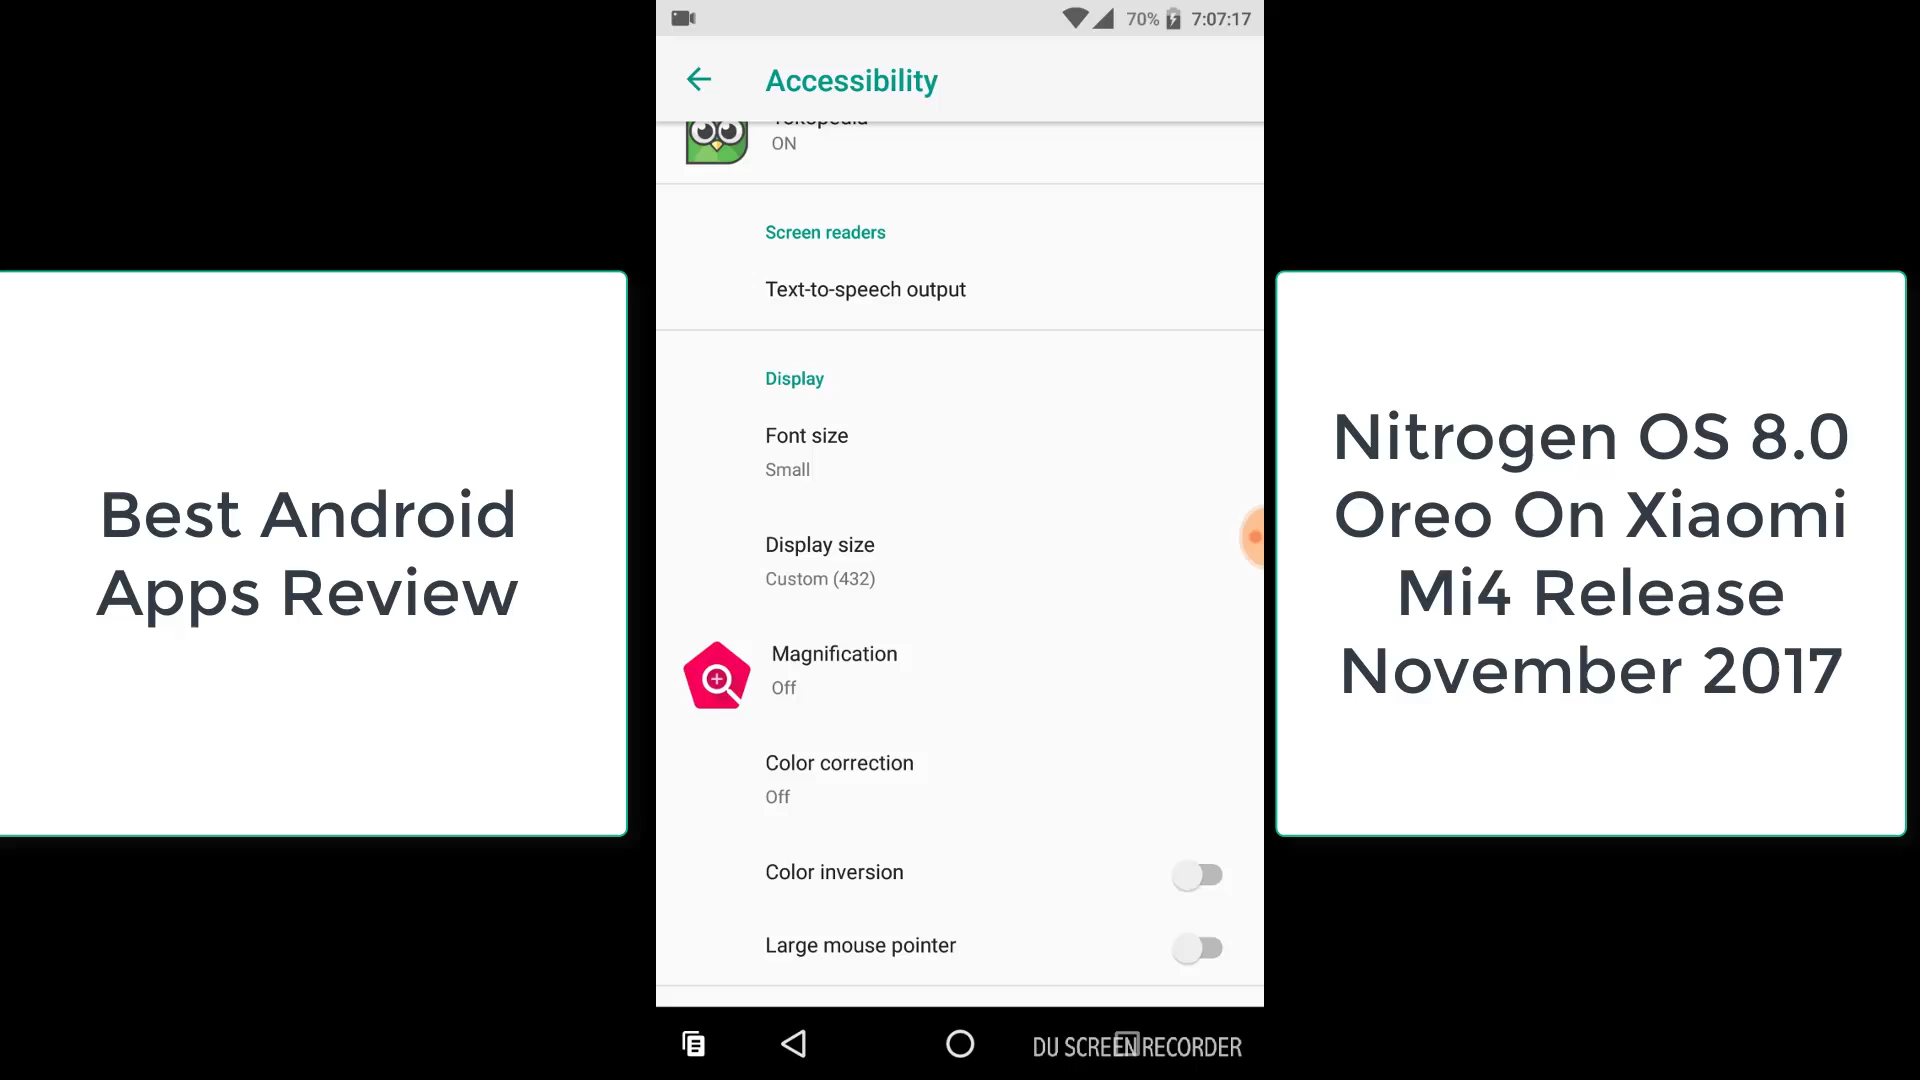 70% 7:07:17
Accessibility
Tokopedia
ON
Screen readers
Text-to-speech output
Display
Font size
Small
Display size
Custom (432)
Magnification
Off
Color correction
Off
Color inversion
Large mouse pointer
DU SCREEN RECORDER
Best Android
Apps Review
Nitrogen OS 8.0
Oreo On Xiaomi
Mi4 Release
November 2017